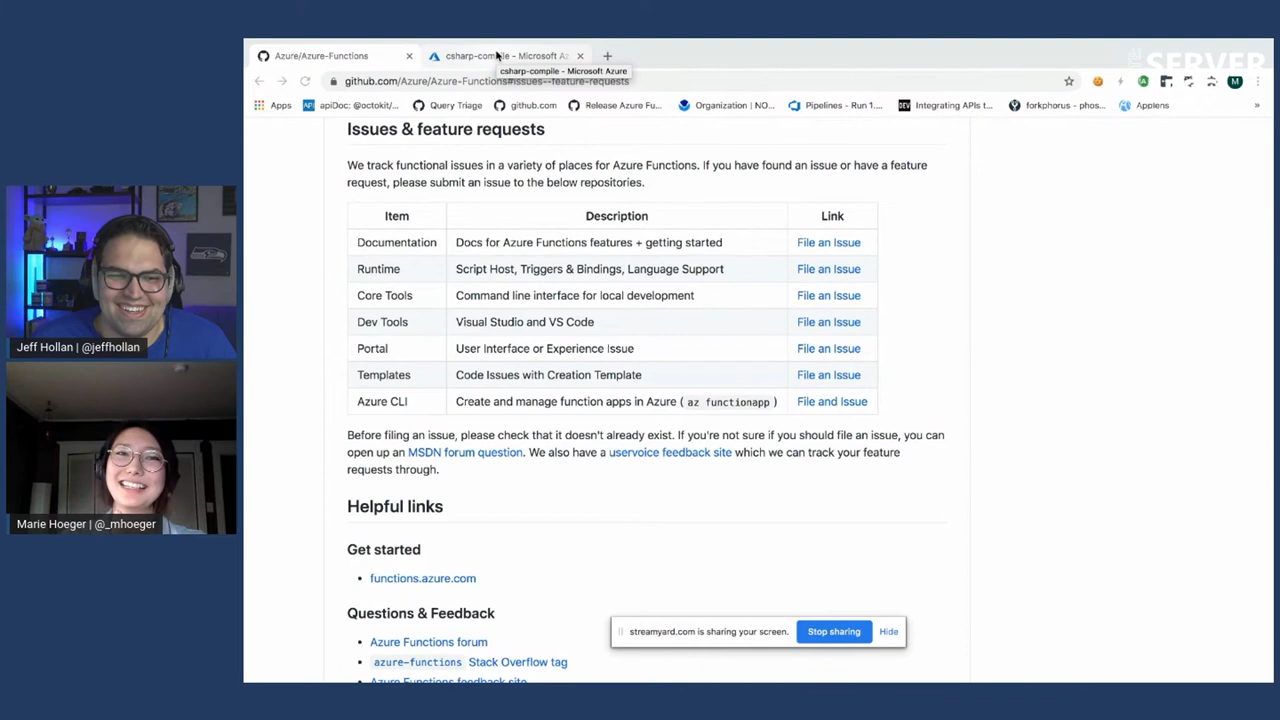 Azure/Azure-Functions
csharp-compile - Microsoft Az
csharp-compile - Microsoft Azure
SERVER
github.com/Azure/Azure-Functions#issues--feature-requests
M
Apps
apiDoc: @octokit/...
Query Triage
github.com
Release Azure Fu...
Organization | NO...
Pipelines - Run 1....
Integrating APIs t...
forkphorus - phos...
Applens
»
Issues & feature requests
We track functional issues in a variety of places for Azure Functions. If you have found an issue or have a feature
request, please submit an issue to the below repositories.
Item Description Link
Documentation Docs for Azure Functions features + getting started File an Issue
Runtime Script Host, Triggers & Bindings, Language Support File an Issue
Core Tools Command line interface for local development File an Issue
Dev Tools Visual Studio and VS Code File an Issue
Portal User Interface or Experience Issue File an Issue
Templates Code Issues with Creation Template File an Issue
Azure CLI Create and manage function apps in Azure ( az functionapp ) File and Issue
Before filing an issue, please check that it doesn't already exist. If you're not sure if you should file an issue, you can
open up an MSDN forum question. We also have a uservoice feedback site which we can track your feature
requests through.
Helpful links
Get started
• functions.azure.com
Questions & Feedback
• Azure Functions forum
• azure-functions Stack Overflow tag
• Azure Functions feedback site
streamyard.com is sharing your screen.
Stop sharing
Hide
Jeff Hollan | @jeffhollan
Marie Hoeger | @_mhoeger